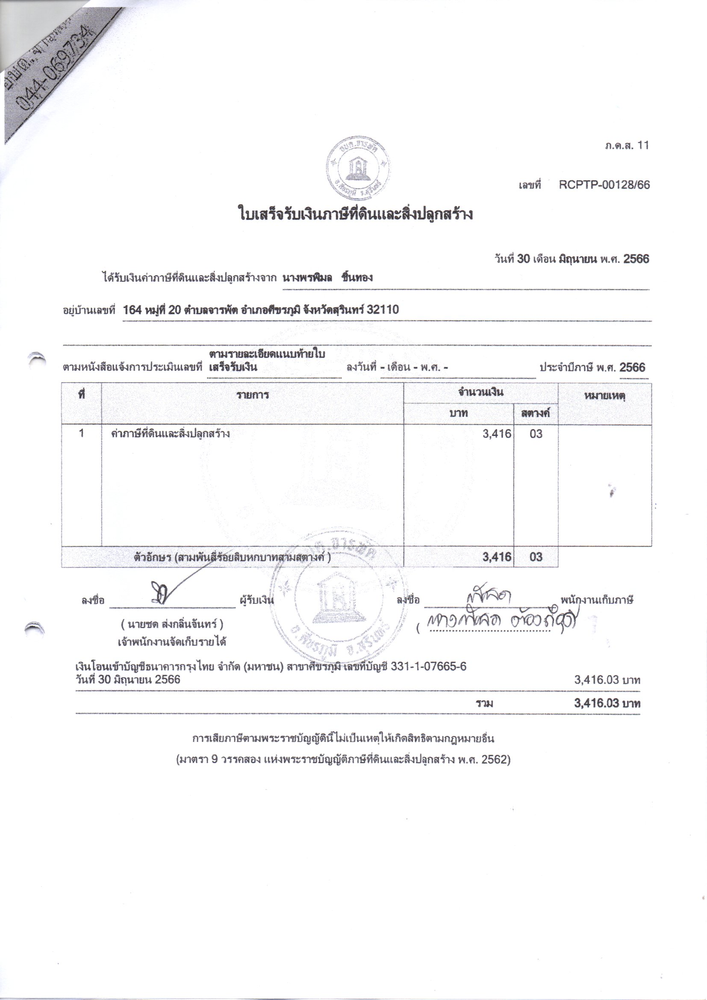 อบต.จารพัต
044-069734
อบต.จารพัต
อ.ศีขรภูมิ จ.สุรินทร์
ภ.ด.ส. 11
เลขที่ RCPTP-00128/66
ใบเสร็จรับเงินภาษีที่ดินและสิ่งปลูกสร้าง
วันที่ 30 เดือน มิถุนายน พ.ศ. 2566
ได้รับเงินค่าภาษีที่ดินและสิ่งปลูกสร้างจาก นางพรพิมล ชิ้นทอง
อยู่บ้านเลขที่ 164 หมู่ที่ 20 ตำบลจารพัต อำเภอศีขรภูมิ จังหวัดสุรินทร์ 32110
ตามรายละเอียดแนบท้ายใบ
ตามหนังสือแจ้งการประเมินเลขที่ เสร็จรับเงิน ลงวันที่ - เดือน - พ.ศ. - ประจำปีภาษี พ.ศ. 2566
ที่ รายการ จำนวนเงิน หมายเหตุ
บาท สตางค์
1 ค่าภาษีที่ดินและสิ่งปลูกสร้าง 3,416 03
ตัวอักษร (สามพันสี่ร้อยสิบหกบาทสามสตางค์ ) 3,416 03
อบต.จารพัต
อ.ศีขรภูมิ จ.สุรินทร์
ลงชื่อ ผู้รับเงิน ลงชื่อ พนักงานเก็บภาษี
( นายชด ส่งกลิ่นจันทร์ ) (
เจ้าพนักงานจัดเก็บรายได้
เงินโอนเข้าบัญชีธนาคารกรุงไทย จำกัด (มหาชน) สาขาศีขรภูมิ เลขที่บัญชี 331-1-07665-6
วันที่ 30 มิถุนายน 2566 3,416.03 บาท
รวม 3,416.03 บาท
การเสียภาษีตามพระราชบัญญัตินี้ไม่เป็นเหตุให้เกิดสิทธิตามกฎหมายอื่น
(มาตรา 9 วรรคสอง แห่งพระราชบัญญัติภาษีที่ดินและสิ่งปลูกสร้าง พ.ศ. 2562)